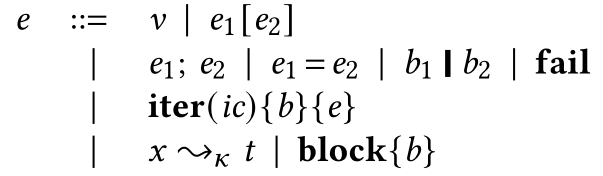 e ::= v | e₁[e₂]
| e₁; e₂ | e₁ = e₂ | b₁ ❙ b₂ | fail
| iter(ic){b}{e}
| x ⤳κ t | block{b}